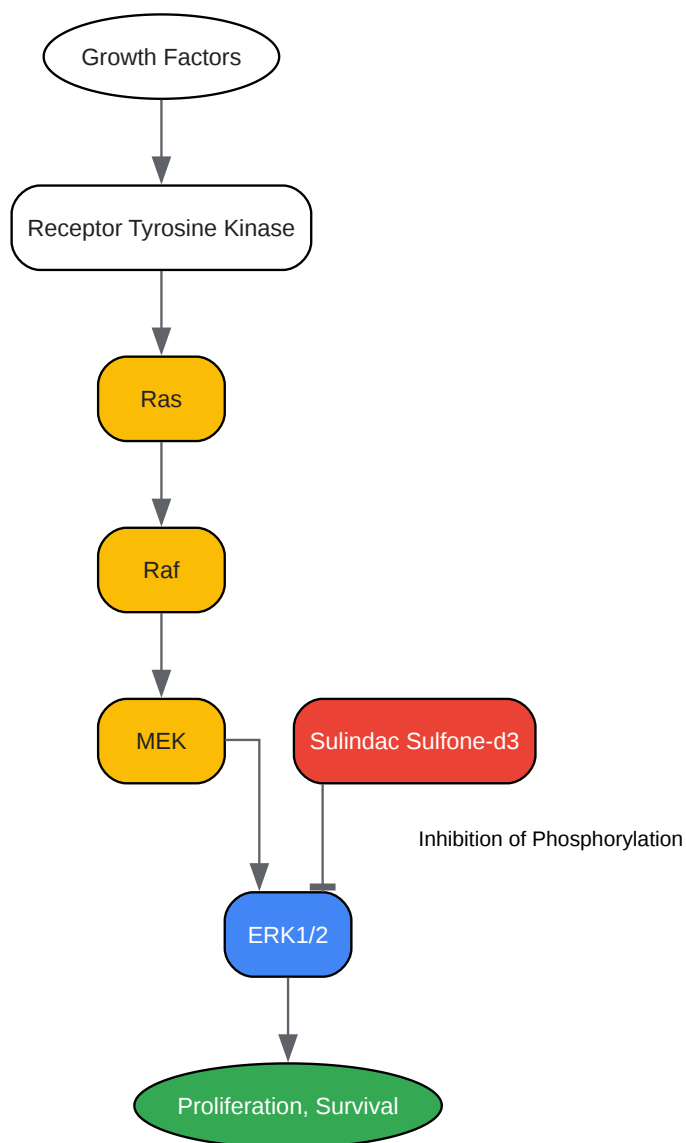 Growth Factors
Receptor Tyrosine Kinase
Ras
Raf
MEK
Sulindac Sulfone-d3
Inhibition of Phosphorylation
ERK1/2
Proliferation, Survival